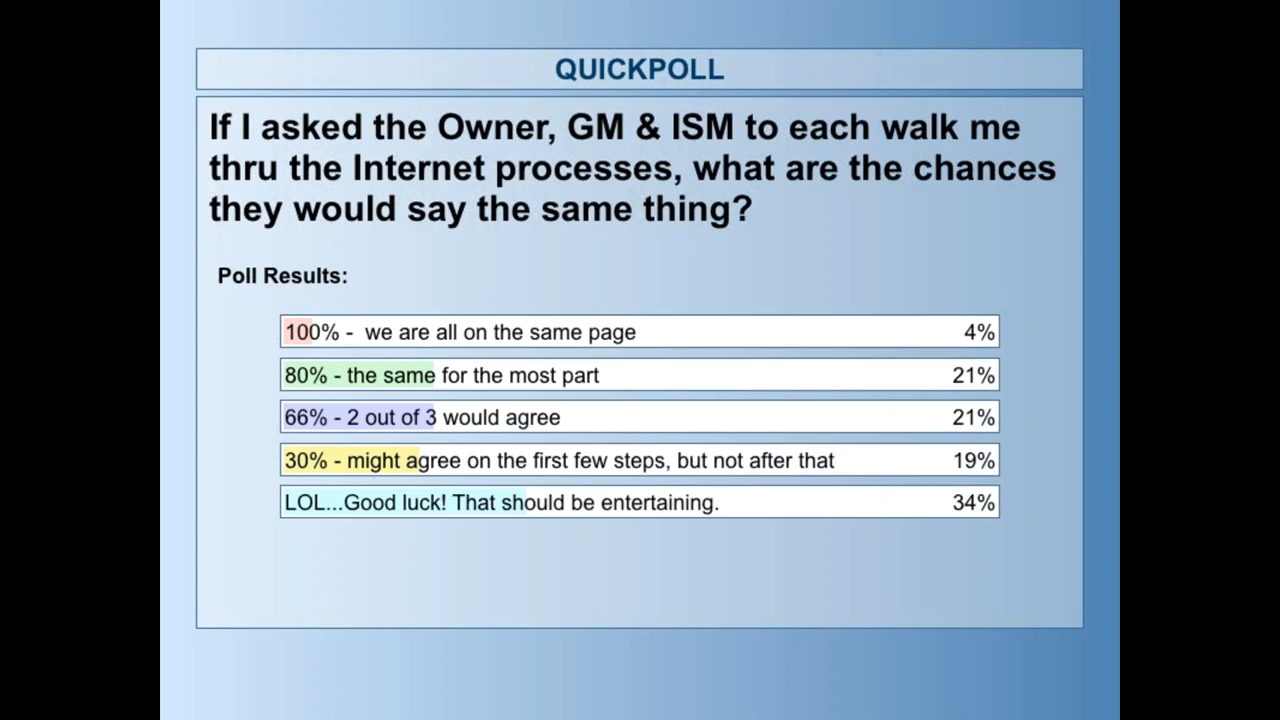 QUICKPOLL
If I asked the Owner, GM & ISM to each walk me
thru the Internet processes, what are the chances
they would say the same thing?
Poll Results:
100% -  we are all on the same page 4%
80% - the same for the most part 21%
66% - 2 out of 3 would agree 21%
30% - might agree on the first few steps, but not after that 19%
LOL...Good luck! That should be entertaining. 34%